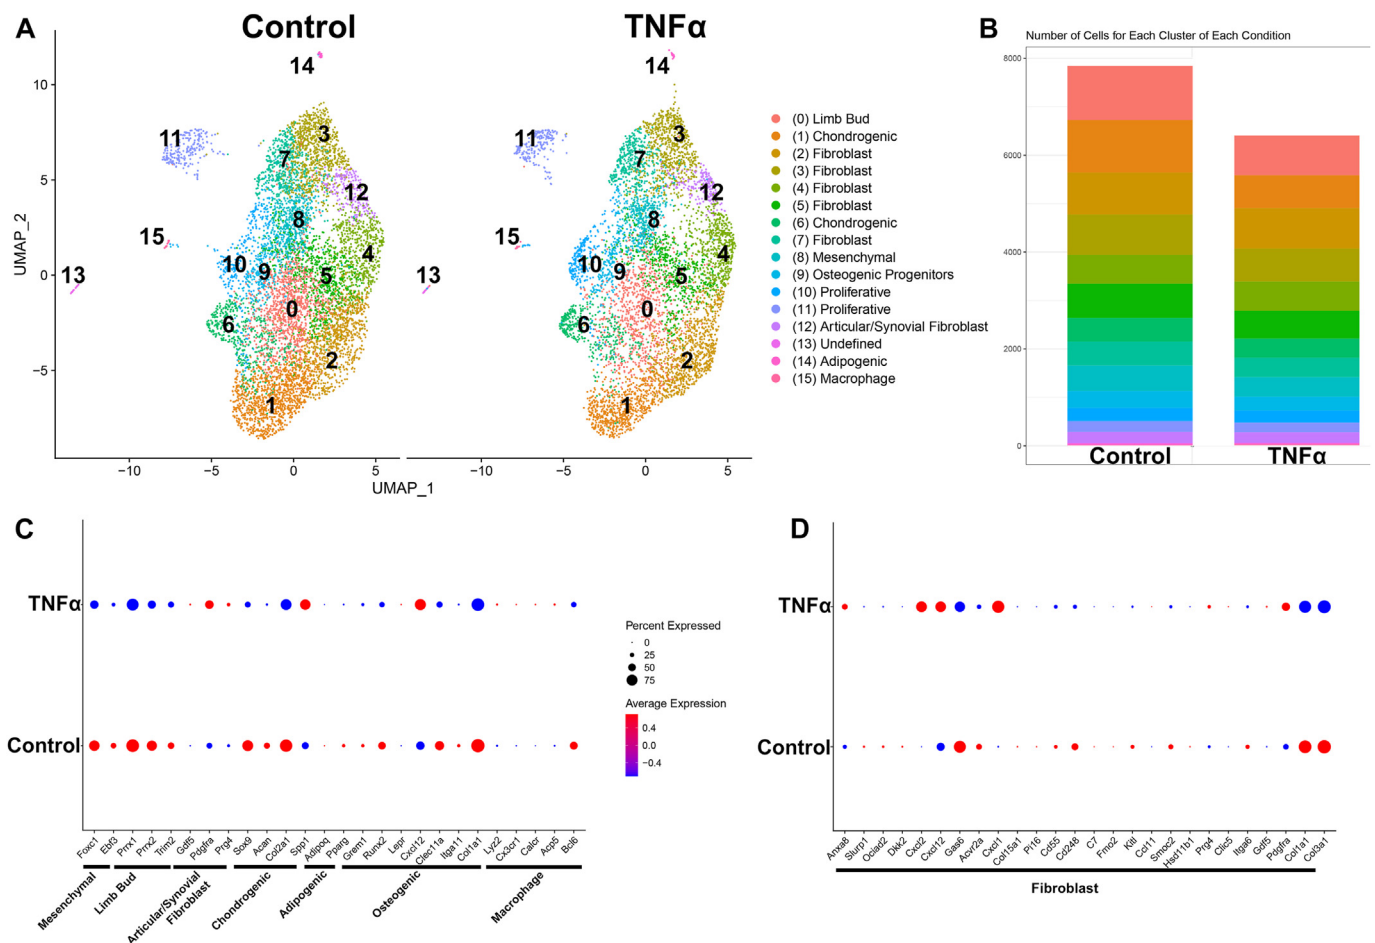 A
Control
TNFα
B
Number of Cells for Each Cluster of Each Condition
UMAP_2
10
5
0
−5
14
11
3
7
12
8
4
15
10
9
5
13
0
6
2
1
14
11
3
7
12
8
4
15
10
9
5
13
0
6
2
1
−10
−5
0
5
−10
−5
0
5
UMAP_1
(0) Limb Bud
(1) Chondrogenic
(2) Fibroblast
(3) Fibroblast
(4) Fibroblast
(5) Fibroblast
(6) Chondrogenic
(7) Fibroblast
(8) Mesenchymal
(9) Osteogenic Progenitors
(10) Proliferative
(11) Proliferative
(12) Articular/Synovial Fibroblast
(13) Undefined
(14) Adipogenic
(15) Macrophage
8000
6000
4000
2000
0
Control
TNFα
C
TNFα
Control
Foxc1
Ebf3
Prrx1
Prrx2
Trim2
Gdf5
Pdgfra
Prg4
Sox9
Acan
Col2a1
Spp1
Adipoq
Pparg
Grem1
Runx2
Lepr
Cxcl12
Clec11a
Itga11
Col1a1
Lyz2
Cx3cr1
Calcr
Acp5
Bcl6
Mesenchymal
Limb Bud
Articular/Synovial
Fibroblast
Chondrogenic
Adipogenic
Osteogenic
Macrophage
Percent Expressed
0
25
50
75
Average Expression
0.4
0.0
−0.4
D
TNFα
Control
Anxa8
Slurp1
Oclad2
Dkk2
Cxcl2
Cxcl12
Gas6
Acvr2a
Cxcl1
Col15a1
Pi16
Cd55
Cd248
C7
Fmo2
Kitl
Ccl11
Smoc2
Hsd11b1
Prg4
Clic5
Itga6
Gdf5
Pdgfra
Col1a1
Col3a1
Fibroblast